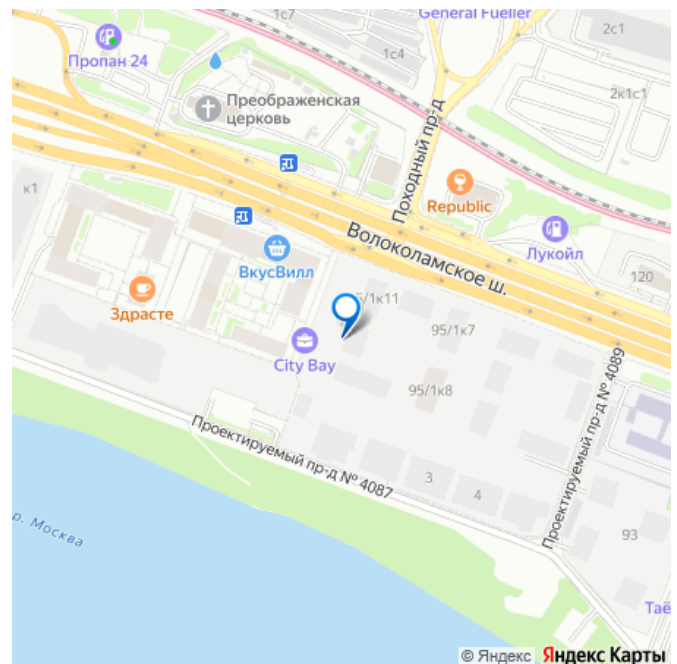 General Fueller
1с7
1с4
2с1
Пропан 24
2к1с1
Преображенская
церковь
Походный пр-д
к1
Republic
Волоколамское ш.
Лукойл
ВкусВилл
120
Здрасте
/1к11
95/1к7
City Bay
95/1к8
Проектируемый пр-д № 4089
Проектируемый пр-д № 4087
3
4
р. Москва
93
Таё
© Яндекс Яндекс Карты